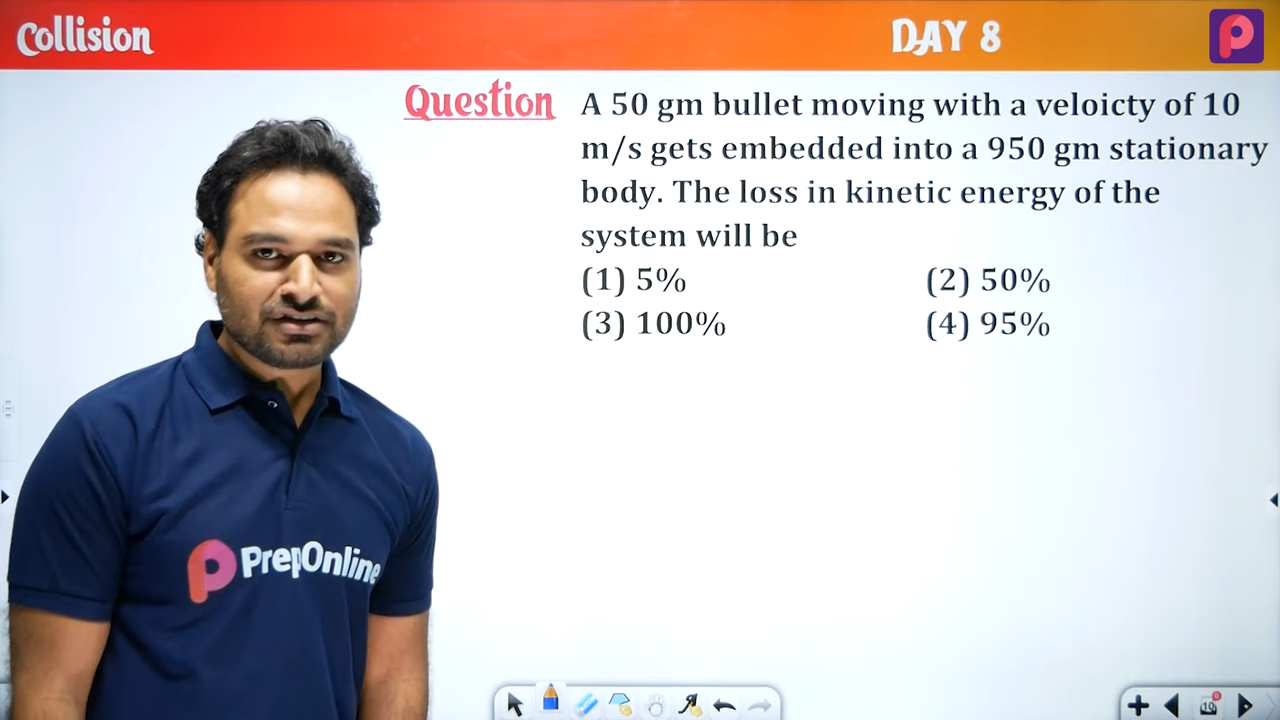 Collision
DAY 8
Question
A 50 gm bullet moving with a veloicty of 10
m/s gets embedded into a 950 gm stationary
body. The loss in kinetic energy of the
system will be
(1) 5%
(2) 50%
(3) 100%
(4) 95%
PrepOnline
10